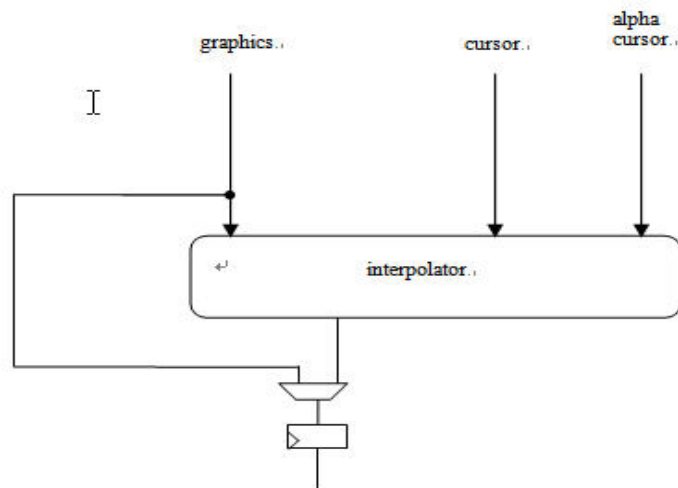 graphics.
cursor.
alpha
cursor.
interpolator.